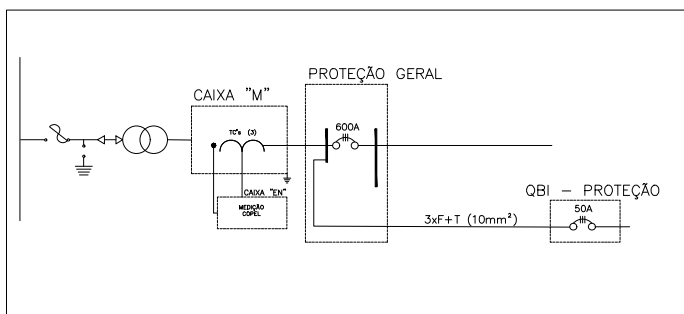 PROTEÇÃO GERAL
CAIXA "M"
TC's (3)
600A
CAIXA "EN"
MEDIÇÃO
COPEL
QBI - PROTEÇÃO
50A
3xF+T (10mm²)